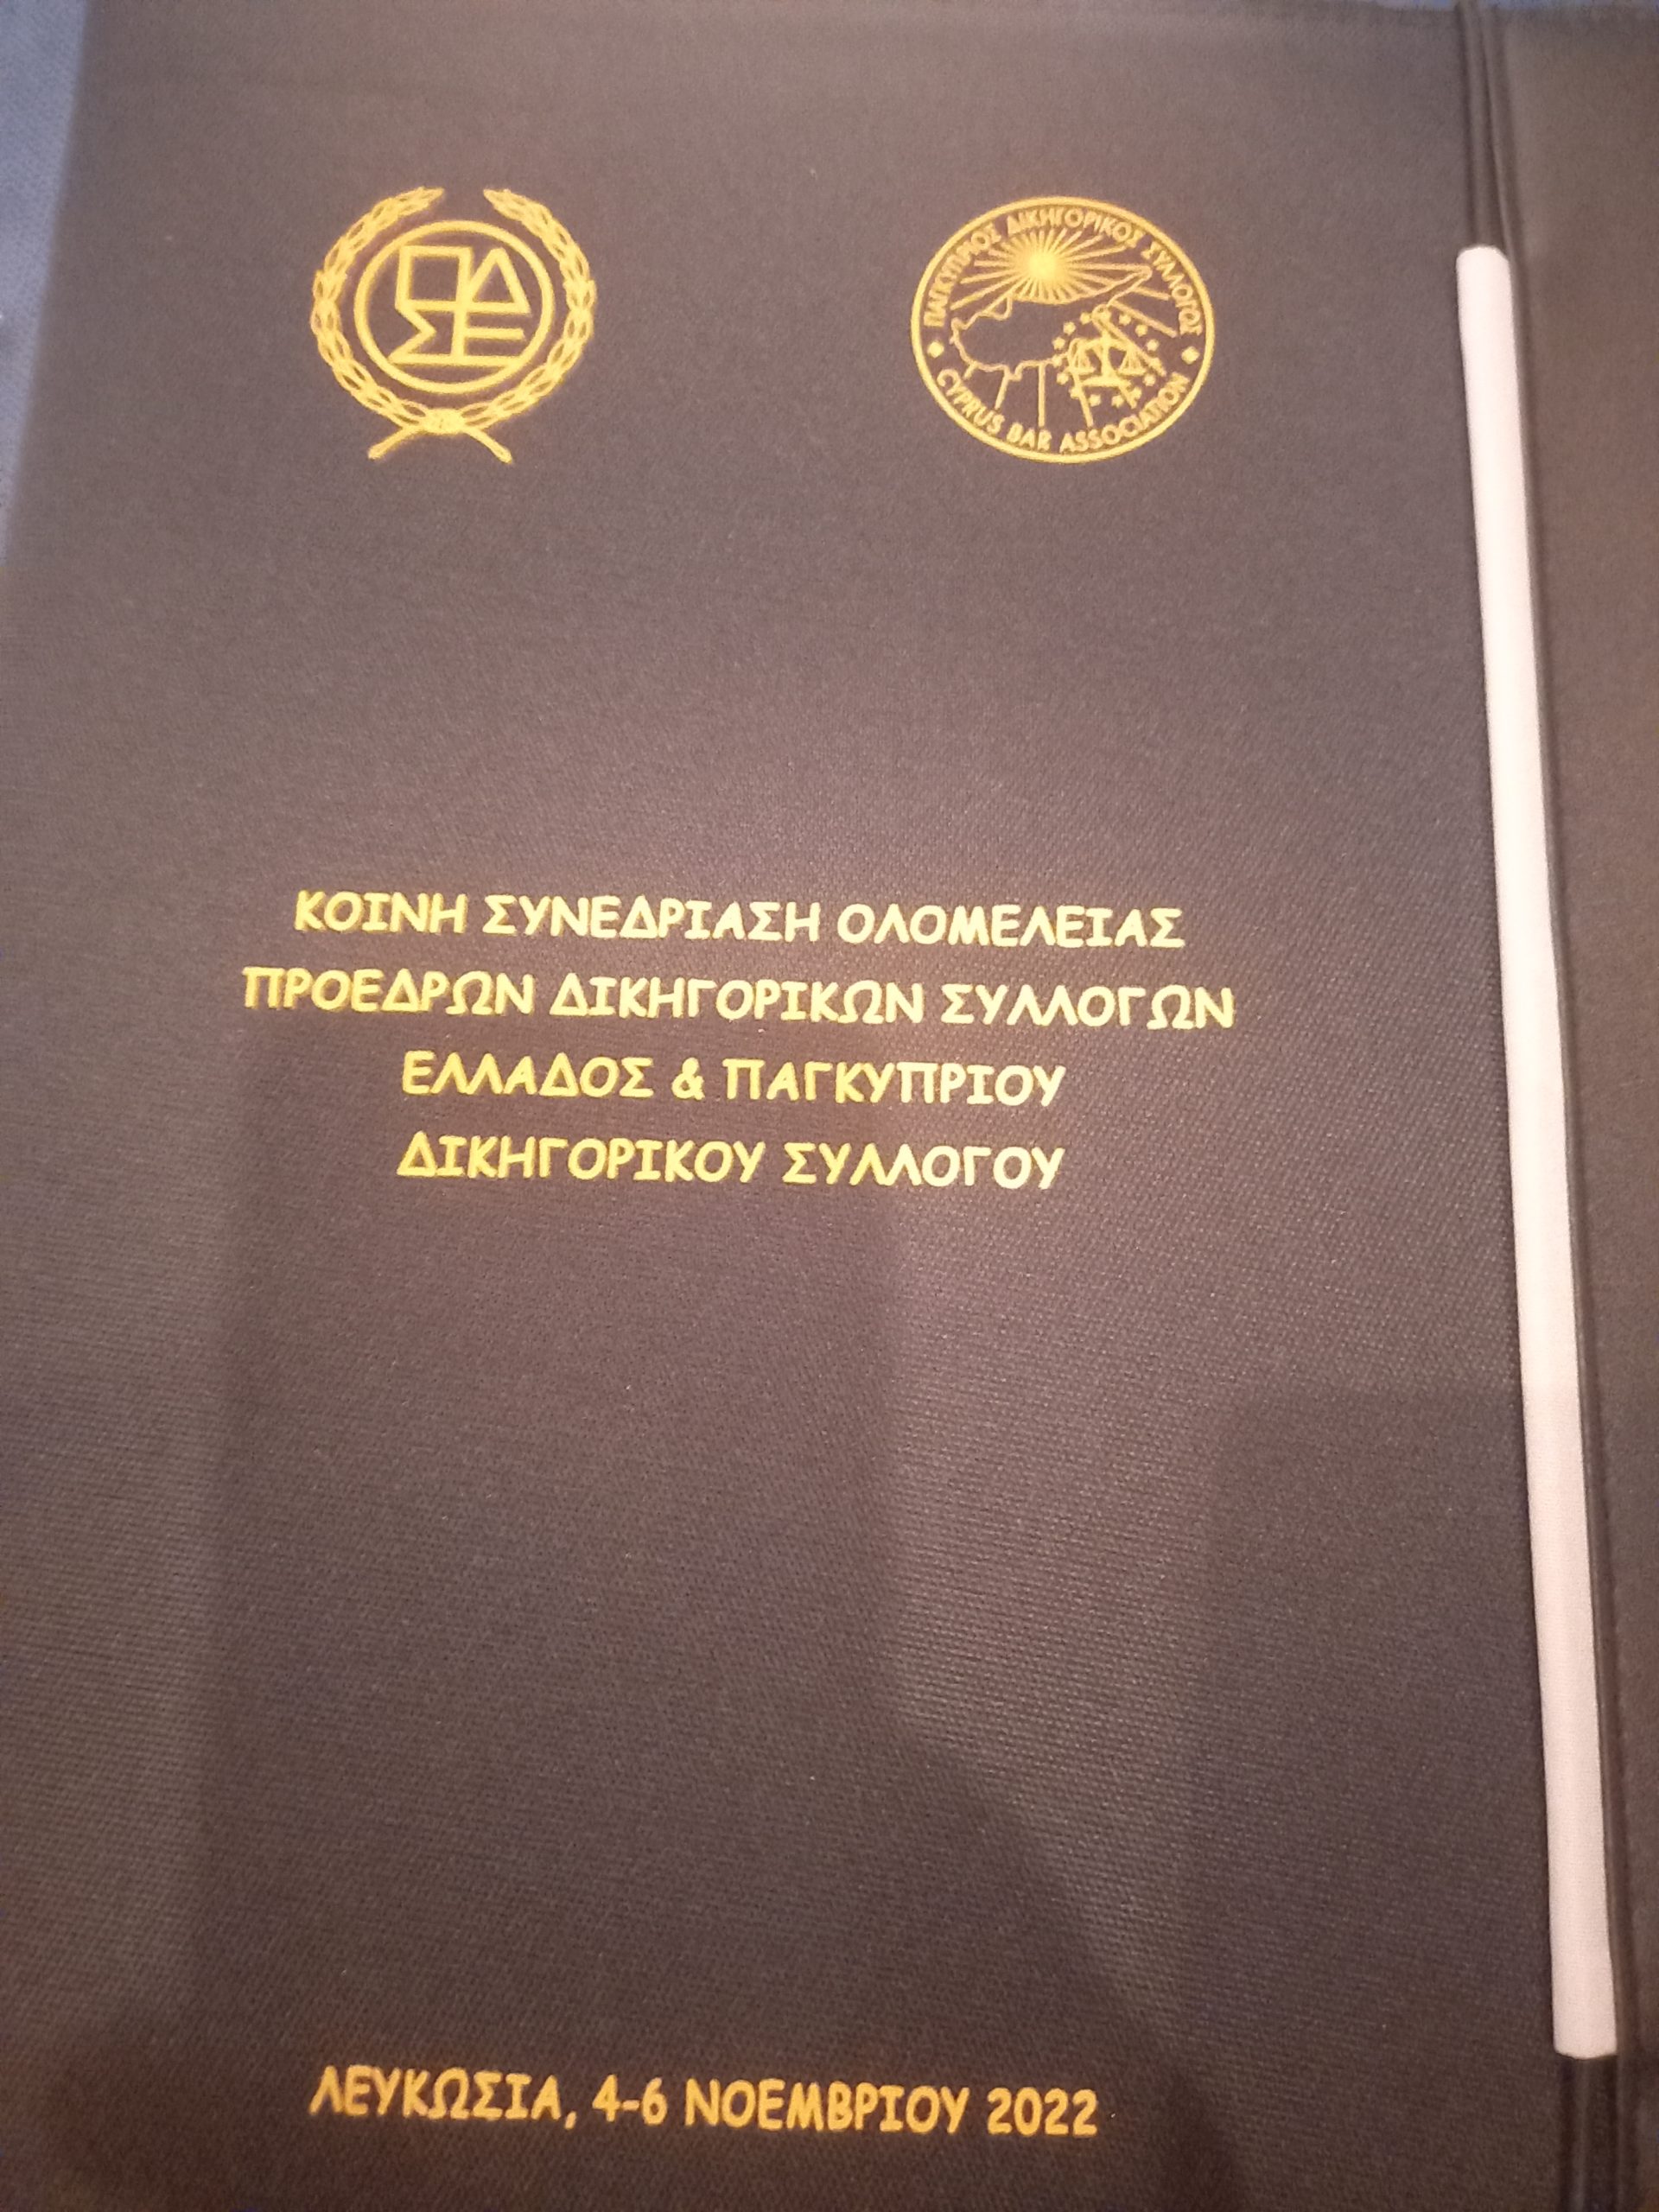 ΟΔΣΕ
ΠΑΓΚΥΠΡΙΟΣ ΔΙΚΗΓΟΡΙΚΟΣ ΣΥΛΛΟΓΟΣ
CYPRUS BAR ASSOCIATION
ΚΟΙΝΗ ΣΥΝΕΔΡΙΑΣΗ ΟΛΟΜΕΛΕΙΑΣ
ΠΡΟΕΔΡΩΝ ΔΙΚΗΓΟΡΙΚΩΝ ΣΥΛΛΟΓΩΝ
ΕΛΛΑΔΟΣ & ΠΑΓΚΥΠΡΙΟΥ
ΔΙΚΗΓΟΡΙΚΟΥ ΣΥΛΛΟΓΟΥ
ΛΕΥΚΩΣΙΑ, 4-6 ΝΟΕΜΒΡΙΟΥ 2022